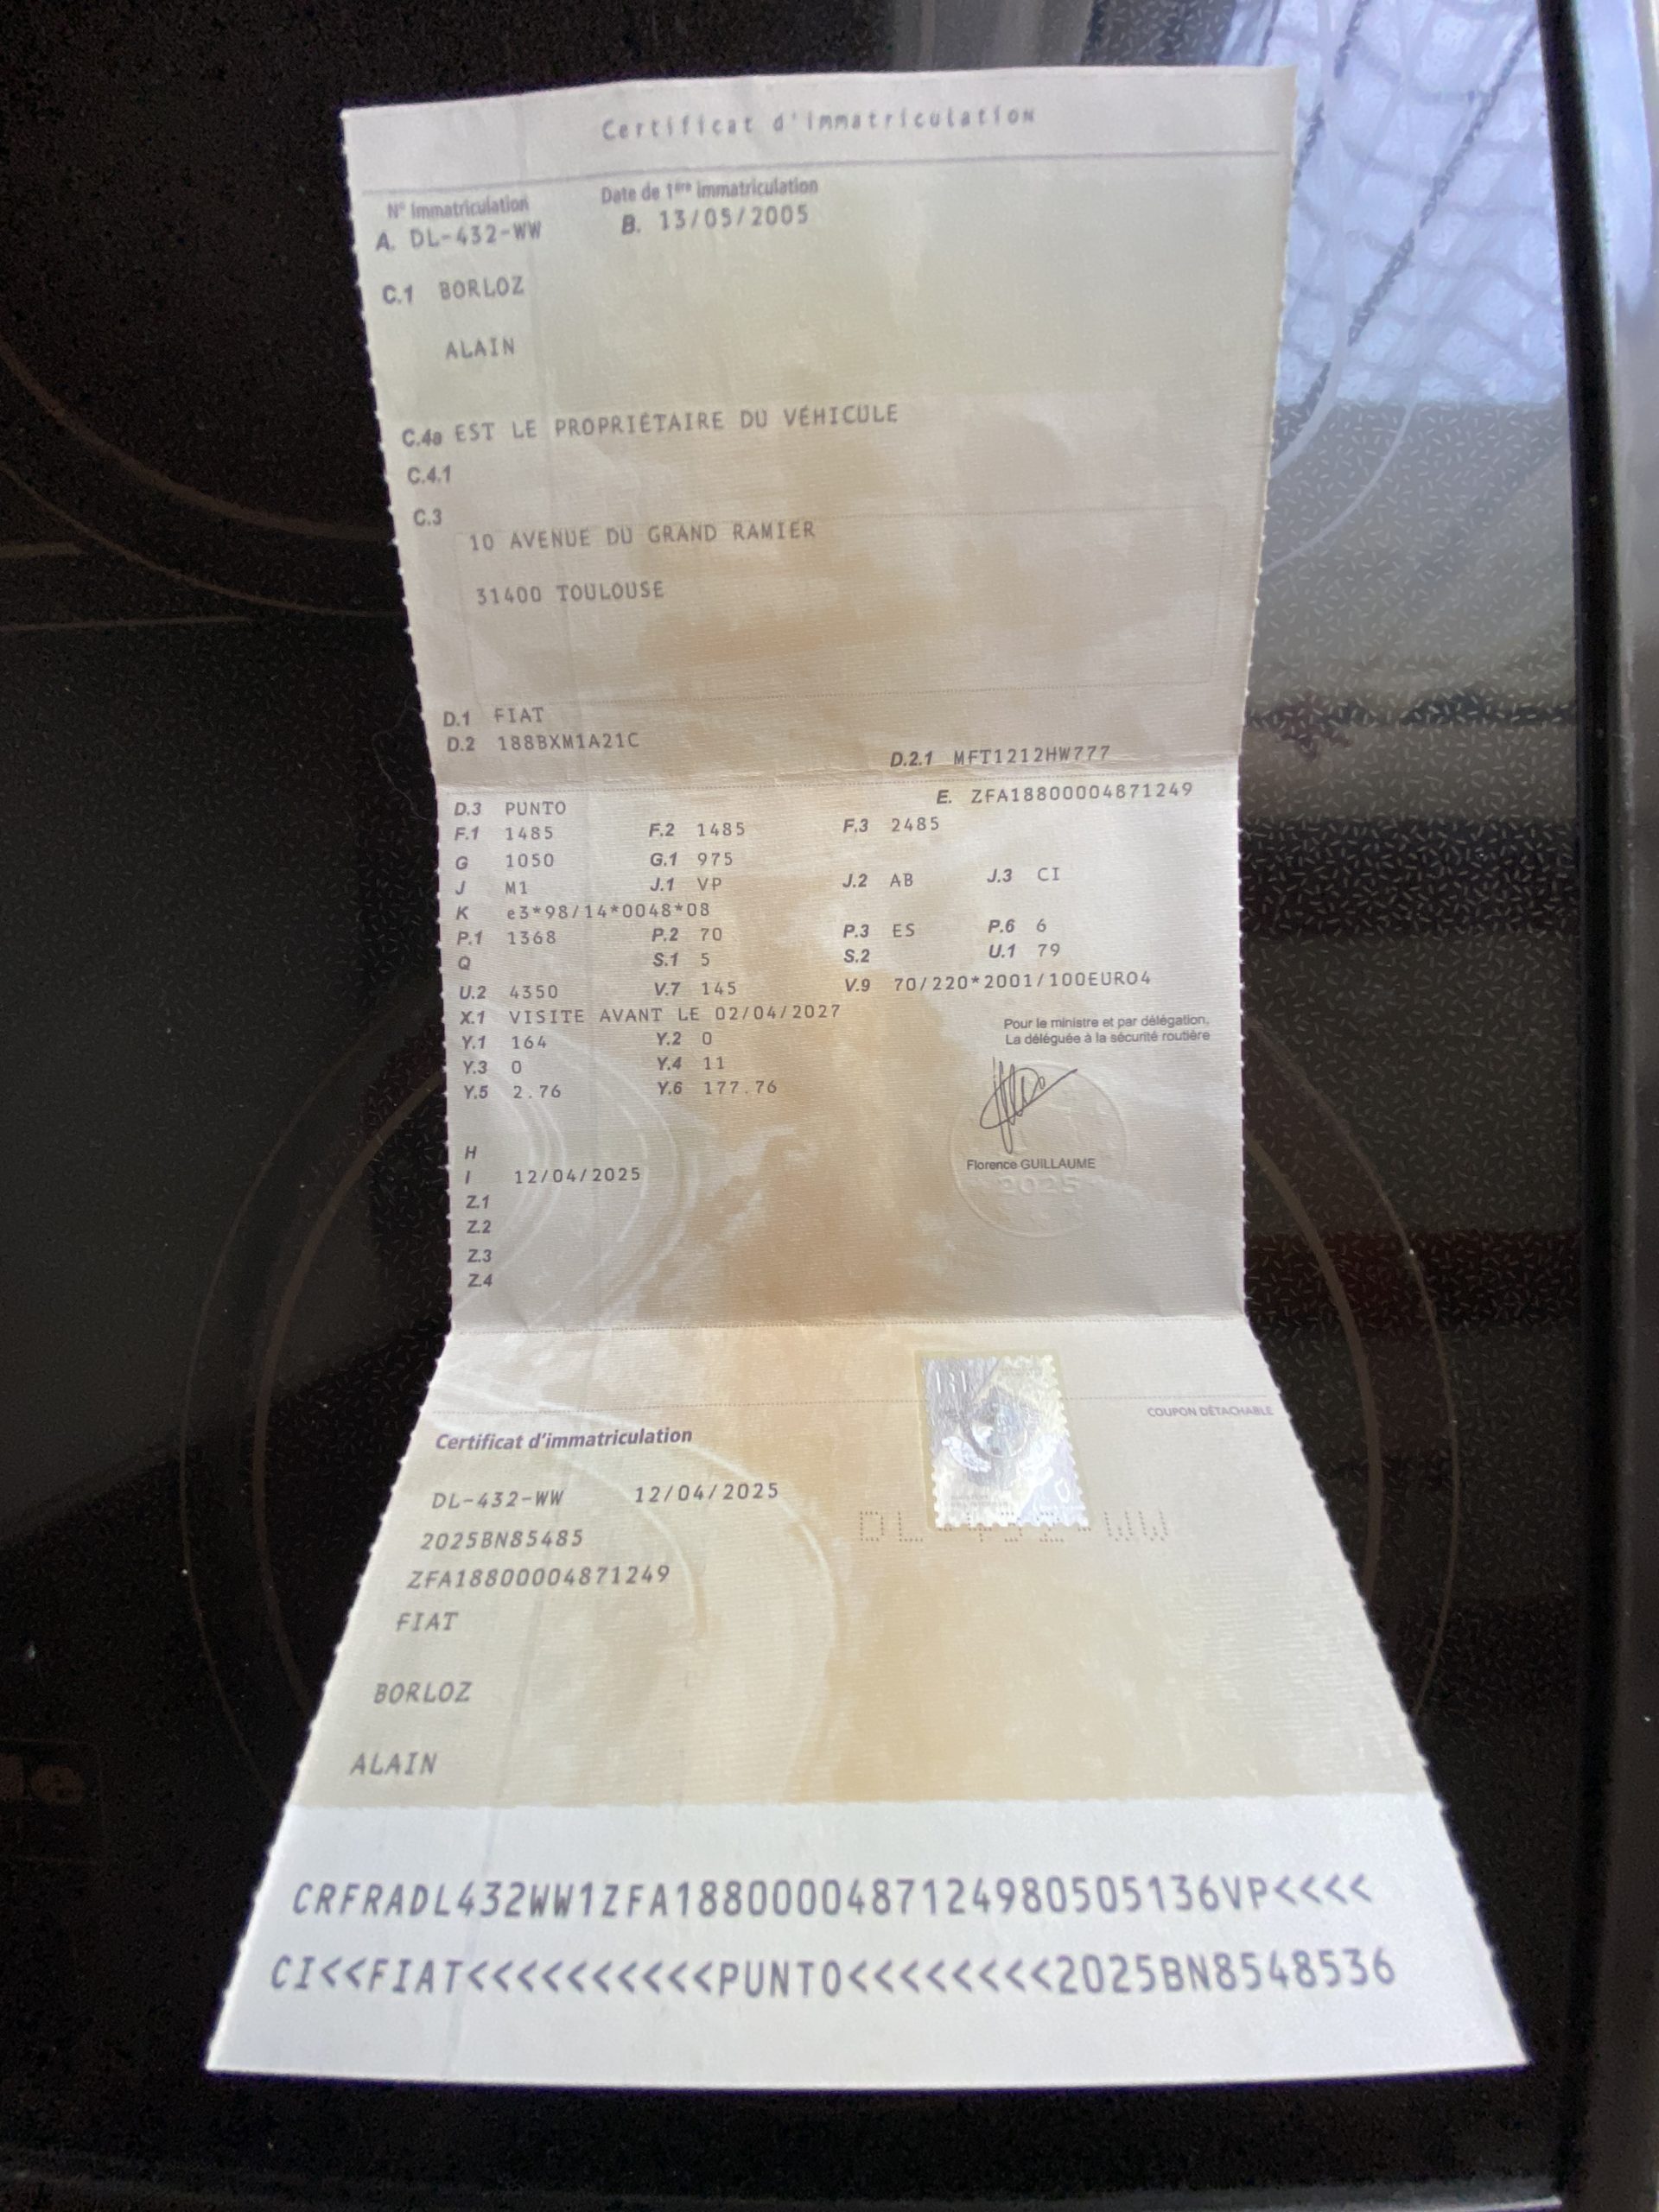 Certificat d'immatriculation
N° Immatriculation Date de 1ère immatriculation
A. DL-432-WW B. 13/05/2005
C.1 BORLOZ
ALAIN
C.4a EST LE PROPRIÉTAIRE DU VÉHICULE
C.4.1
C.3
10 AVENUE DU GRAND RAMIER
31400 TOULOUSE
D.1 FIAT
D.2 188BXM1A21C D.2.1 MFT1212HW777
D.3 PUNTO E. ZFA18800004871249
F.1 1485 F.2 1485 F.3 2485
G 1050 G.1 975
J M1 J.1 VP J.2 AB J.3 CI
K e3*98/14*0048*08
P.1 1368 P.2 70 P.3 ES P.6 6
Q S.1 5 S.2 U.1 79
U.2 4350 V.7 145 V.9 70/220*2001/100EURO4
X.1 VISITE AVANT LE 02/04/2027
Y.1 164 Y.2 0
Y.3 0 Y.4 11
Y.5 2.76 Y.6 177.76
Pour le ministre et par délégation,
La déléguée à la sécurité routière
Florence GUILLAUME
2025
H
I 12/04/2025
Z.1
Z.2
Z.3
Z.4
COUPON DÉTACHABLE
Certificat d'immatriculation
DL-432-WW 12/04/2025
DL-432-WW
2025BN85485
ZFA18800004871249
FIAT
BORLOZ
ALAIN
CRFRADL432WW1ZFA1880000487124980505136VP<<<<
CI<<FIAT<<<<<<<<<<PUNTO<<<<<<<<2025BN8548536